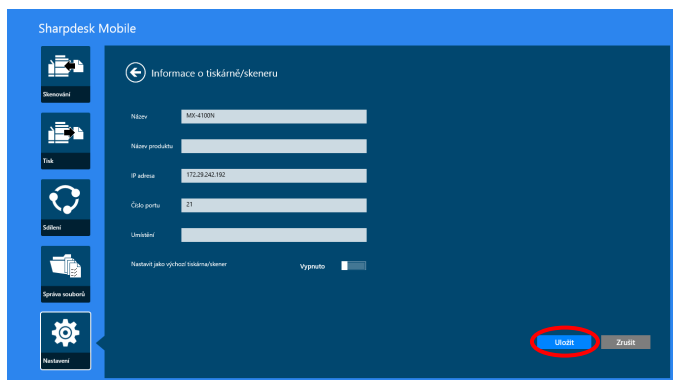 Sharpdesk Mobile
Skenování
Tisk
Sdílení
Správa souborů
Nastavení
Informace o tiskárně/skeneru
Název MX-4100N
Název produktu
IP adresa 172.29.242.192
Číslo portu 21
Umístění
Nastavit jako výchozí tiskárna/skener Vypnuto
Uložit Zrušit